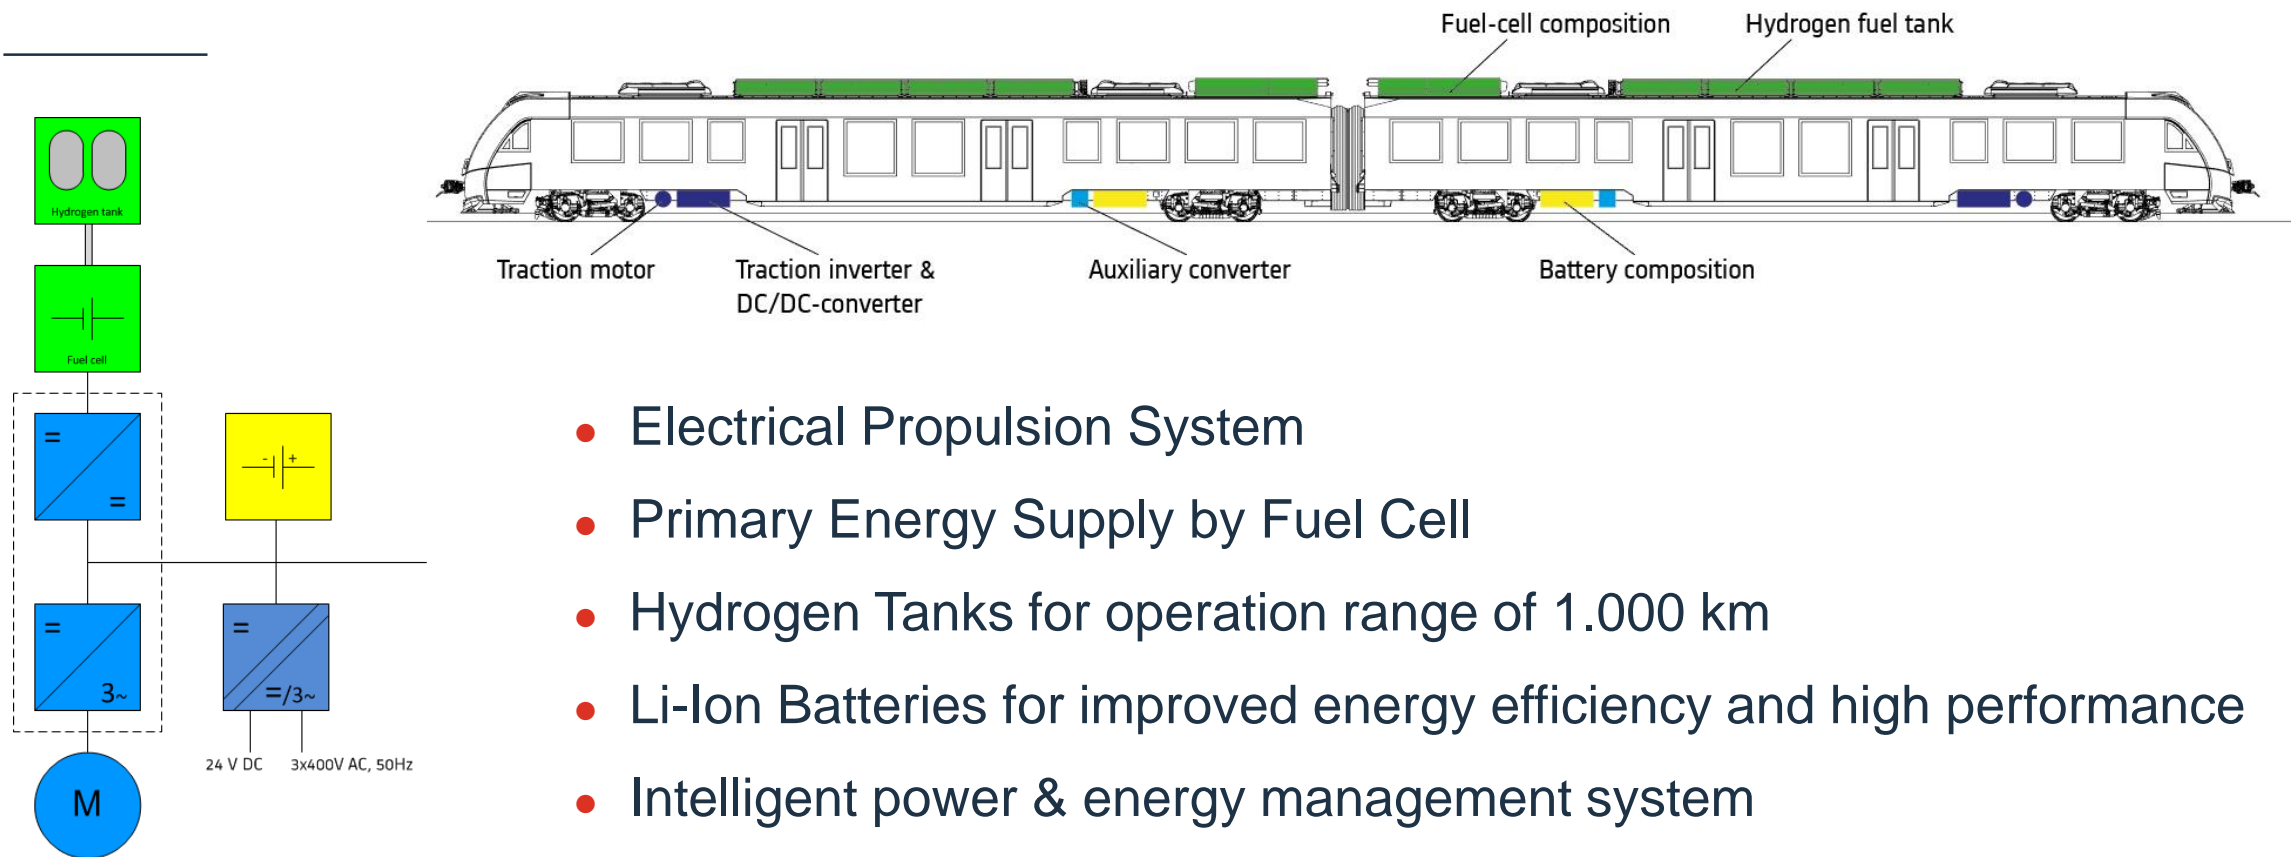 Fuel-cell composition
Hydrogen fuel tank
Traction motor
Traction inverter &
DC/DC-converter
Auxiliary converter
Battery composition
Hydrogen tank
Fuel cell
=
=
- +
=
3~
=
=/3~
24 V DC
3x400V AC, 50Hz
M
• Electrical Propulsion System
• Primary Energy Supply by Fuel Cell
• Hydrogen Tanks for operation range of 1.000 km
• Li-Ion Batteries for improved energy efficiency and high performance
• Intelligent power & energy management system